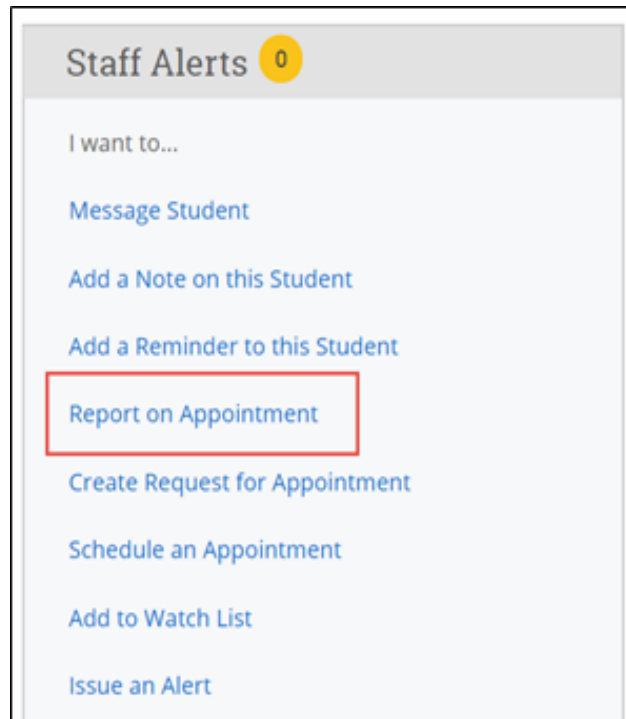 Staff Alerts 0
I want to...
Message Student
Add a Note on this Student
Add a Reminder to this Student
Report on Appointment
Create Request for Appointment
Schedule an Appointment
Add to Watch List
Issue an Alert